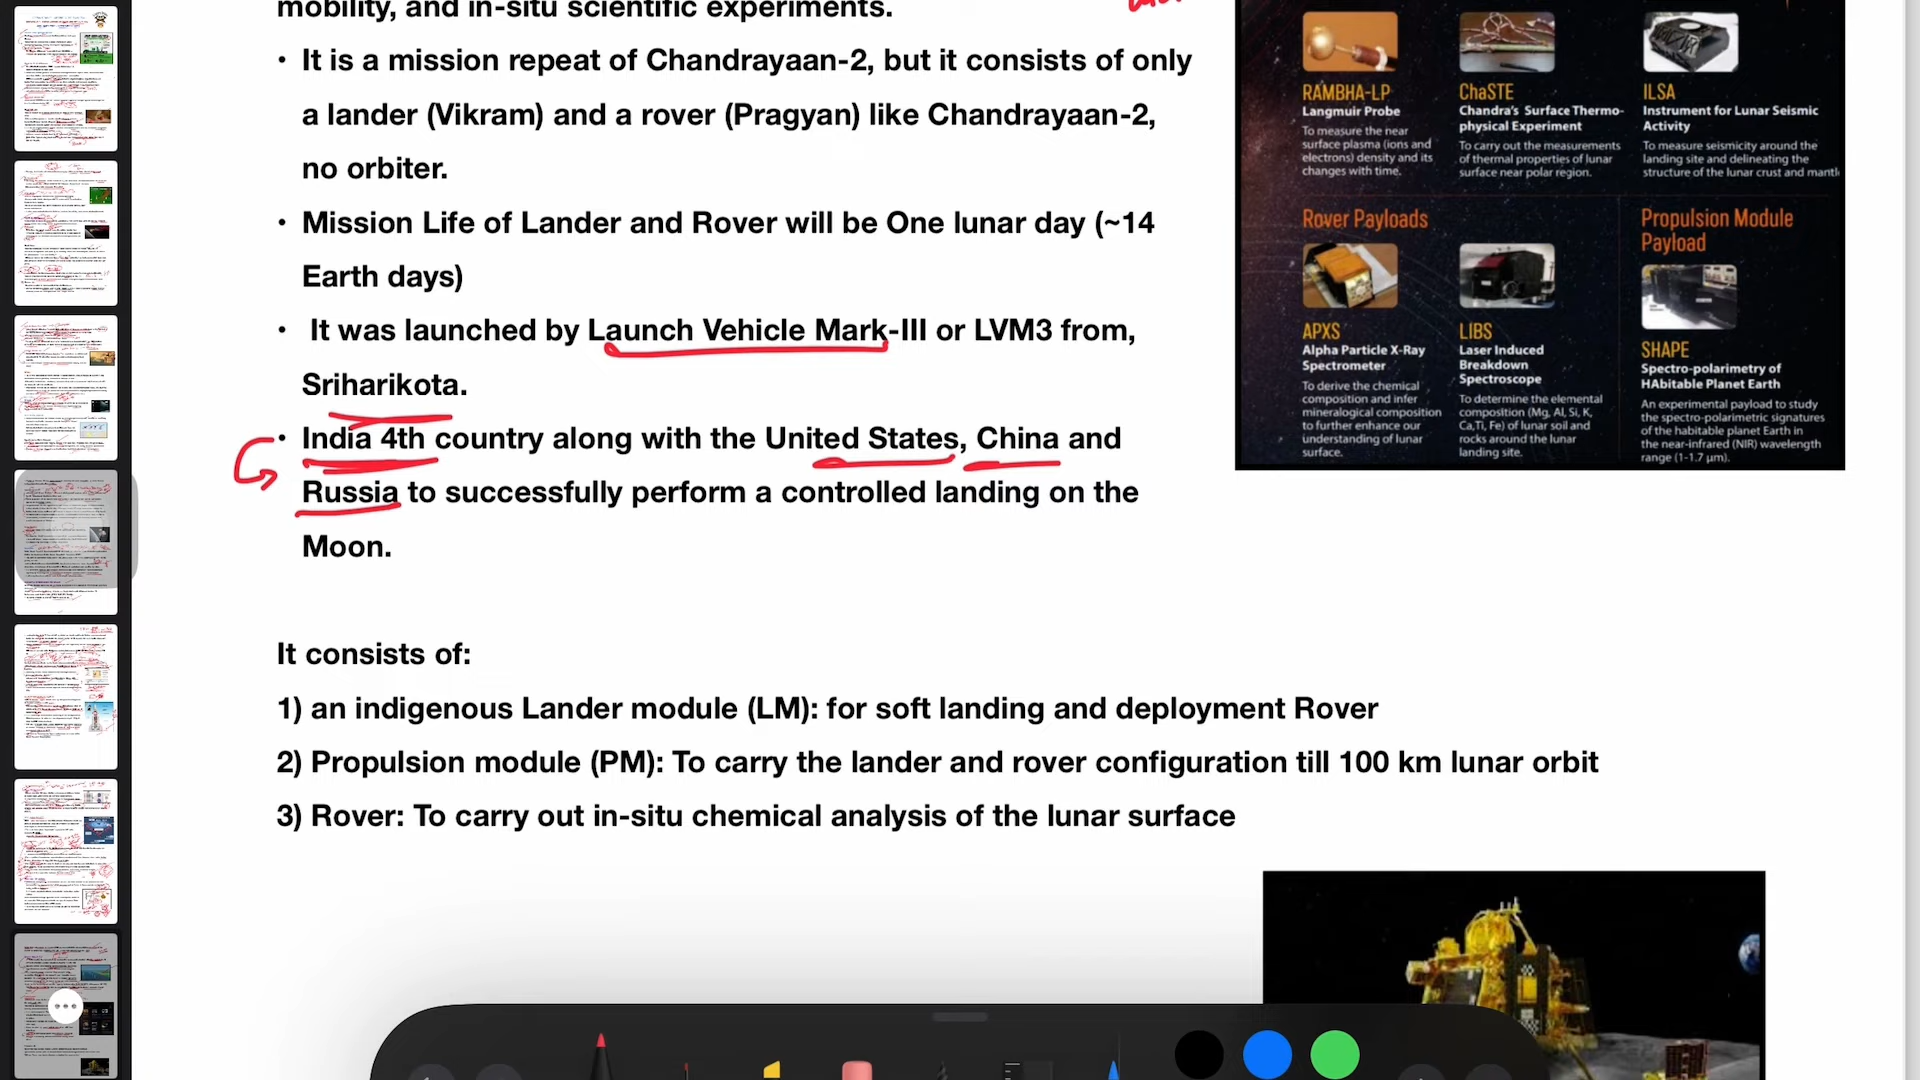 mobility, and in-situ scientific experiments.
• It is a mission repeat of Chandrayaan-2, but it consists of only
a lander (Vikram) and a rover (Pragyan) like Chandrayaan-2,
no orbiter.
• Mission Life of Lander and Rover will be One lunar day (~14
Earth days)
• It was launched by Launch Vehicle Mark-III or LVM3 from,
Sriharikota.
• India 4th country along with the United States, China and
Russia to successfully perform a controlled landing on the
Moon.
It consists of:
1) an indigenous Lander module (LM): for soft landing and deployment Rover
2) Propulsion module (PM): To carry the lander and rover configuration till 100 km lunar orbit
3) Rover: To carry out in-situ chemical analysis of the lunar surface
RAMBHA-LP
Langmuir Probe
To measure the near
surface plasma (ions and
electrons) density and its
changes with time.
ChaSTE
Chandra's Surface Thermo-
physical Experiment
To carry out the measurements
of thermal properties of lunar
surface near polar region.
ILSA
Instrument for Lunar Seismic
Activity
To measure seismicity around the
landing site and delineating the
structure of the lunar crust and mantle
Rover Payloads
APXS
Alpha Particle X-Ray
Spectrometer
To derive the chemical
composition and infer
mineralogical composition
to further enhance our
understanding of lunar
surface.
LIBS
Laser Induced
Breakdown
Spectroscope
To determine the elemental
composition (Mg, Al, Si, K,
Ca,Ti, Fe) of lunar soil and
rocks around the lunar
landing site.
Propulsion Module
Payload
SHAPE
Spectro-polarimetry of
HAbitable Planet Earth
An experimental payload to study
the spectro-polarimetric signatures
of the habitable planet Earth in
the near-infrared (NIR) wavelength
range (1-1.7 μm).